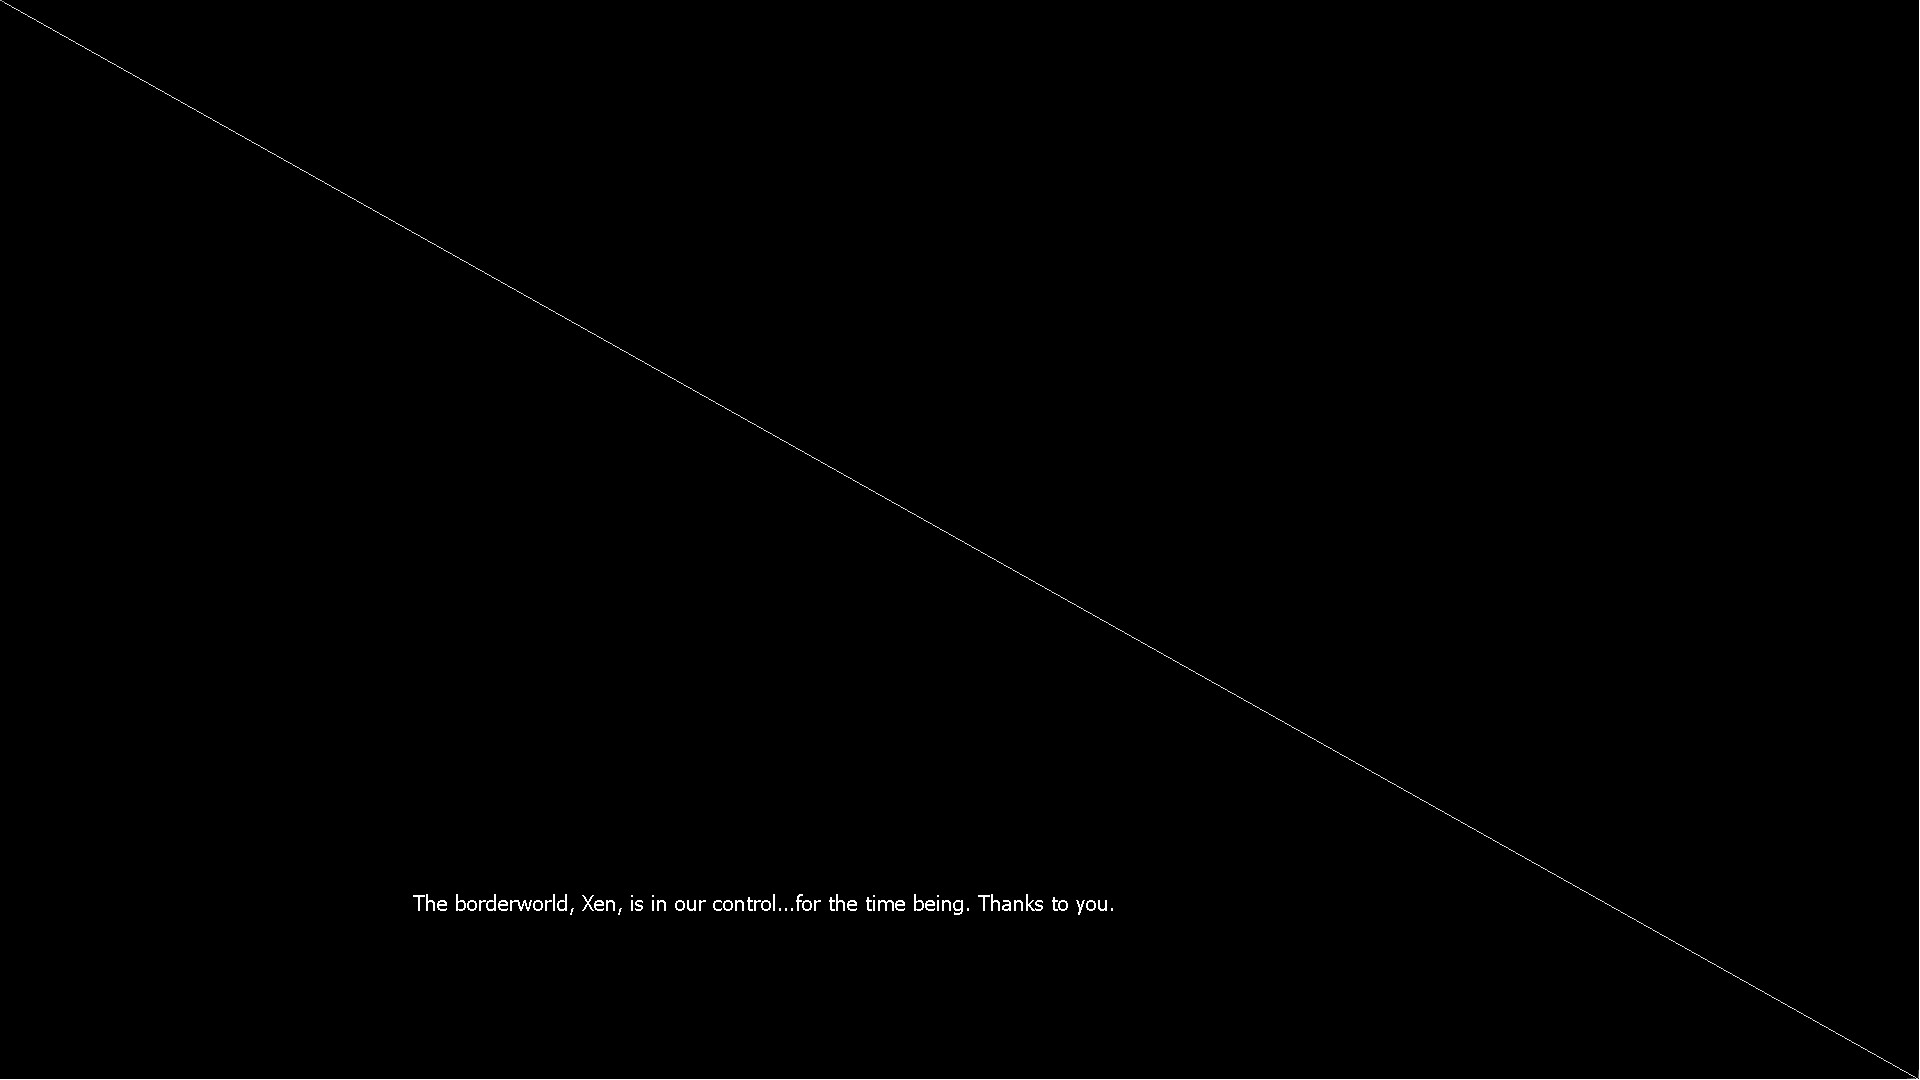 The borderworld, Xen, is in our control...for the time being. Thanks to you.